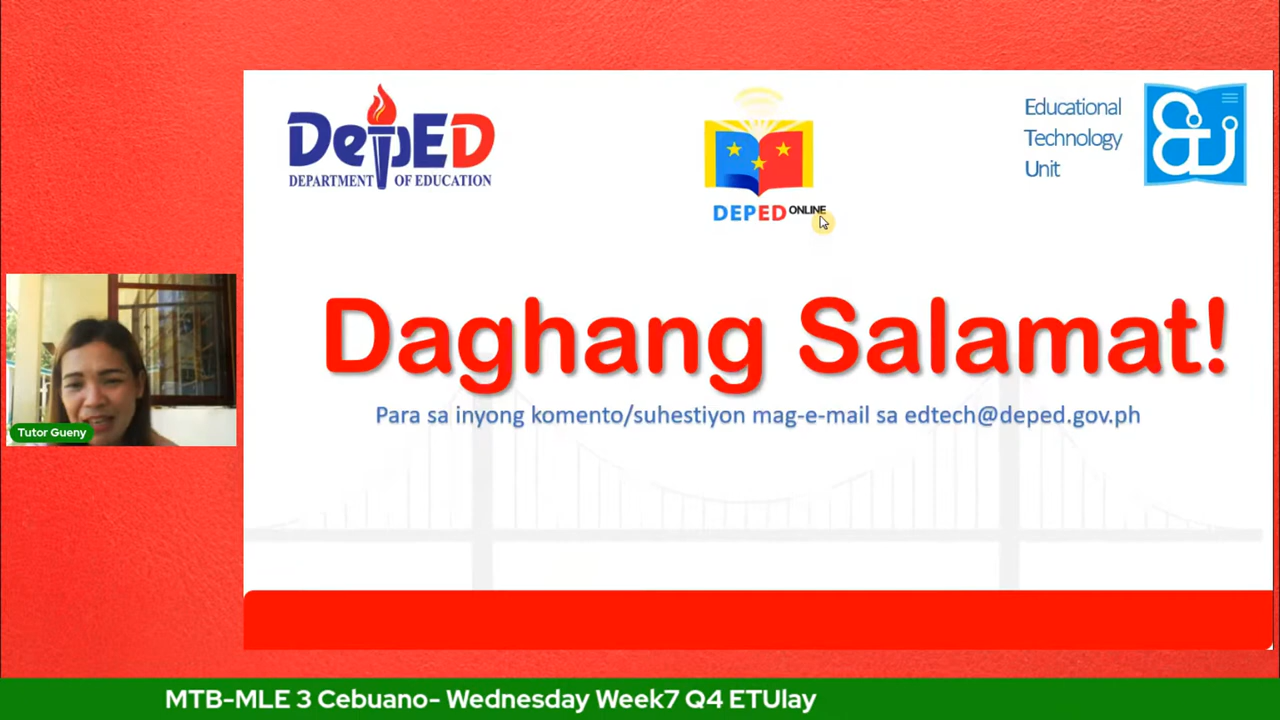 DepED
DEPARTMENT OF EDUCATION
DEPED ONLINE
Educational
Technology
Unit
Daghang Salamat!
Para sa inyong komento/suhestiyon mag-e-mail sa edtech@deped.gov.ph
Tutor Gueny
MTB-MLE 3 Cebuano- Wednesday Week7 Q4 ETUlay